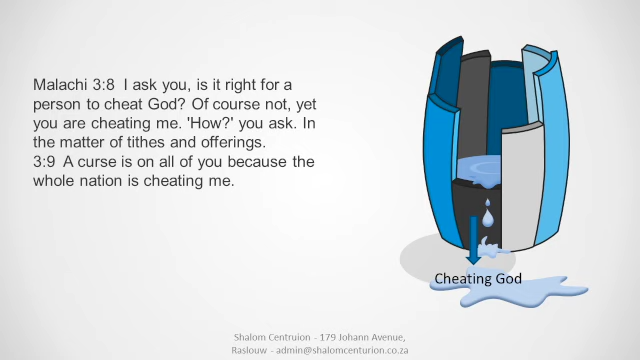 Malachi 3:8  I ask you, is it right for a
person to cheat God? Of course not, yet
you are cheating me. 'How?' you ask. In
the matter of tithes and offerings.
3:9  A curse is on all of you because the
whole nation is cheating me.
Cheating God
Shalom Centruion - 179 Johann Avenue,
Raslouw - admin@shalomcenturion.co.za